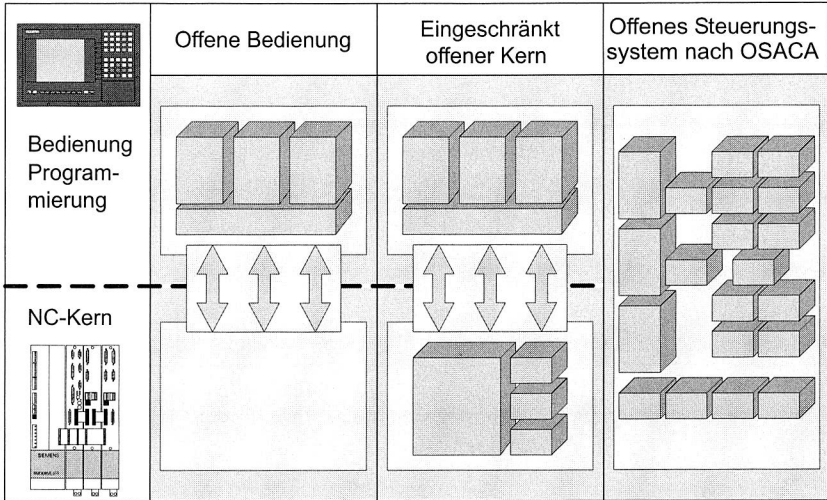 Offene Bedienung
Eingeschränkt
offener Kern
Offenes Steuerungs-
system nach OSACA
Bedienung
Program-
mierung
NC-Kern
SIEMENS